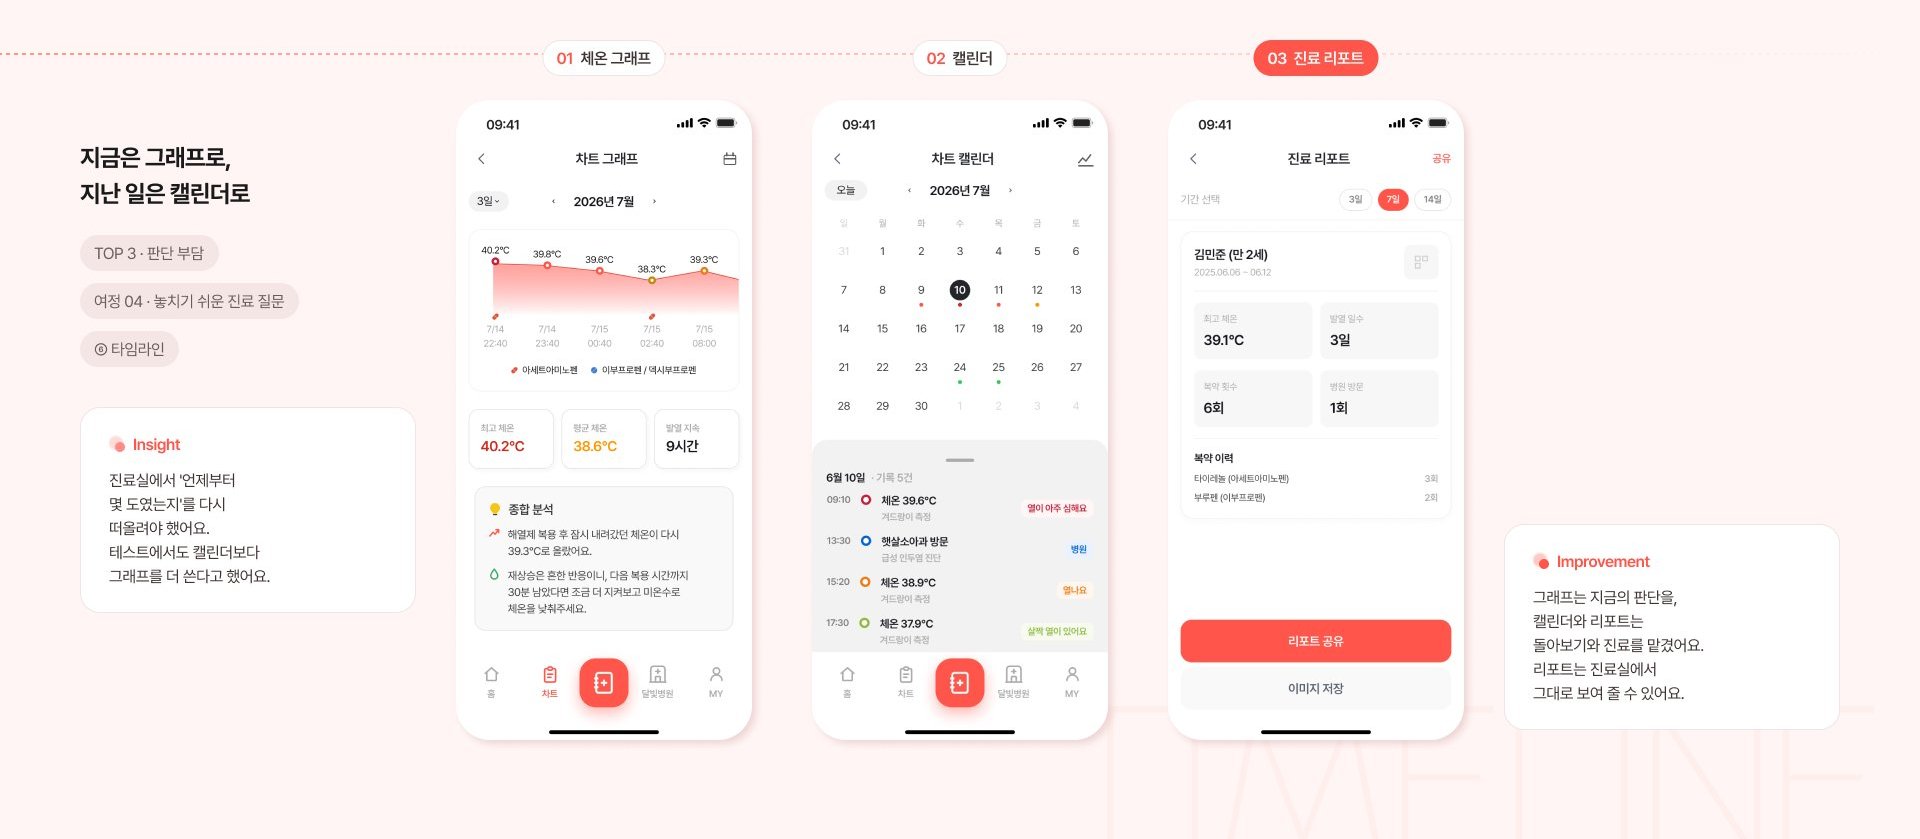 01 체온 그래프
02 캘린더
03 진료 리포트
지금은 그래프로,
지난 일은 캘린더로
TOP 3 · 판단 부담
여정 04 · 놓치기 쉬운 진료 질문
⑥ 타임라인
Insight
진료실에서 '언제부터
몇 도였는지'를 다시
떠올려야 했어요.
테스트에서도 캘린더보다
그래프를 더 쓴다고 했어요.
09:41
차트 그래프
3일
2026년 7월
40.2°C
39.8°C
39.6°C
38.3°C
39.3°C
7/14 7/14 7/15 7/15 7/15
22:40 23:40 00:40 02:40 08:00
아세트아미노펜 이부프로펜 / 덱시부프로펜
최고 체온 평균 체온 발열 지속
40.2°C 38.6°C 9시간
종합 분석
해열제 복용 후 잠시 내려갔던 체온이 다시
39.3°C로 올랐어요.
재상승은 흔한 반응이니, 다음 복용 시간까지
30분 남았다면 조금 더 지켜보고 미온수로
체온을 낮춰주세요.
홈 차트 달빛병원 MY
09:41
차트 캘린더
오늘
2026년 7월
일 월 화 수 목 금 토
31 1 2 3 4 5 6
7 8 9 10 11 12 13
14 15 16 17 18 19 20
21 22 23 24 25 26 27
28 29 30 1 2 3 4
6월 10일 · 기록 5건
09:10 체온 39.6°C 열이 아주 심해요
겨드랑이 측정
13:30 햇살소아과 방문 병원
급성 인두염 진단
15:20 체온 38.9°C 열나요
겨드랑이 측정
17:30 체온 37.9°C 살짝 열이 있어요
겨드랑이 측정
홈 차트 달빛병원 MY
09:41
진료 리포트
공유
기간 선택 3일 7일 14일
김민준 (만 2세)
2025.06.06 ~ .06.12
최고 체온 발열 일수
39.1°C 3일
복약 횟수 병원 방문
6회 1회
복약 이력
타이레놀 (아세트아미노펜) 3회
부루펜 (이부프로펜) 2회
리포트 공유
이미지 저장
Improvement
그래프는 지금의 판단을,
캘린더와 리포트는
돌아보기와 진료를 맡겼어요.
리포트는 진료실에서
그대로 보여 줄 수 있어요.
TIMELINE